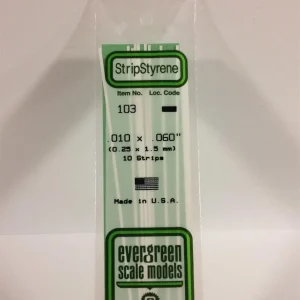 StripStyrene
Item No. Loc. Code
103
.010 x .060"
(0.25 x 1.5 mm)
10 Strips
Made in U.S.A.
evergreen
scale models